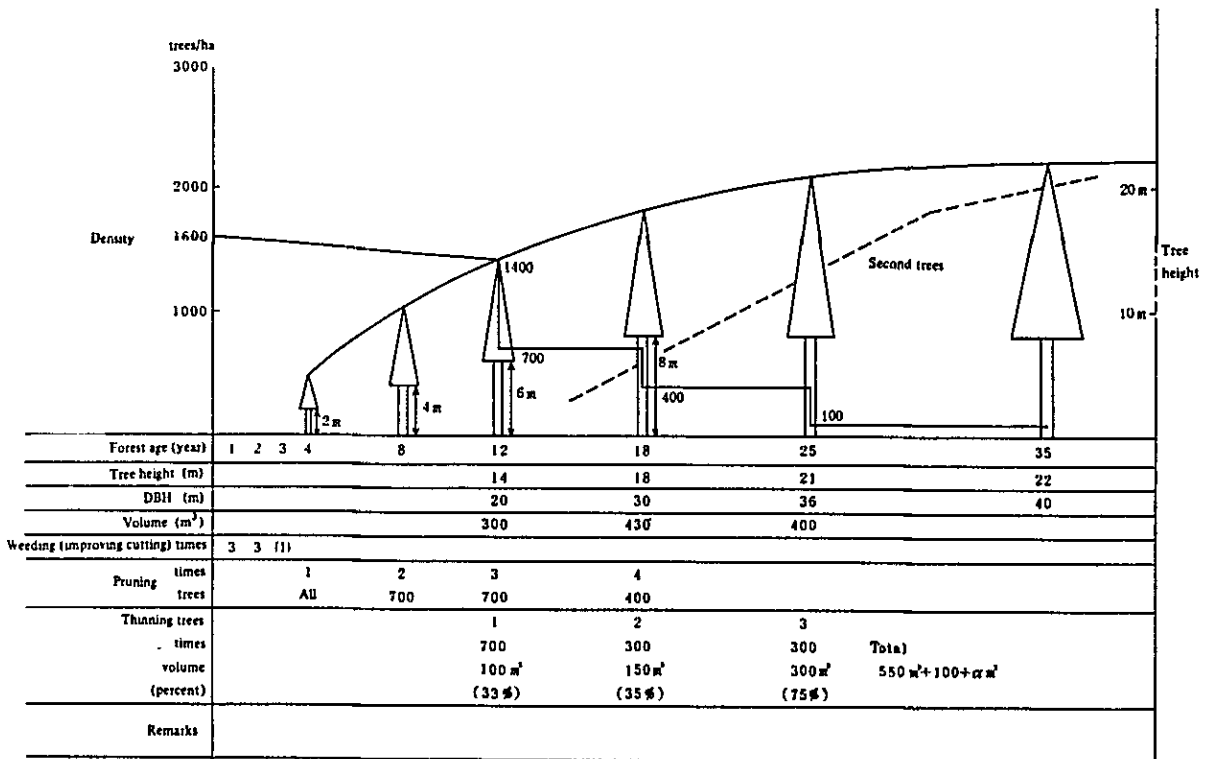 trees/ha
3000
2000
20 m
1600
Density
Second trees
Tree
height
1400
1000
10 m
700
8 m
6 m
400
4 m
100
2 m
Forest age (year) 1 2 3 4 8 12 18 25 35
Tree height (m) 14 18 21 22
DBH (m) 20 30 36 40
Volume (m³) 300 430 400
Weeding (improving cutting) times 3 3 (1)
Pruning times 1 2 3 4
trees All 700 700 400
Thinning trees 1 2 3
times 700 300 300 Total
volume 100 m³ 150 m³ 300 m³ 550 m³+100+α m³
(percent) (33%) (35%) (75%)
Remarks